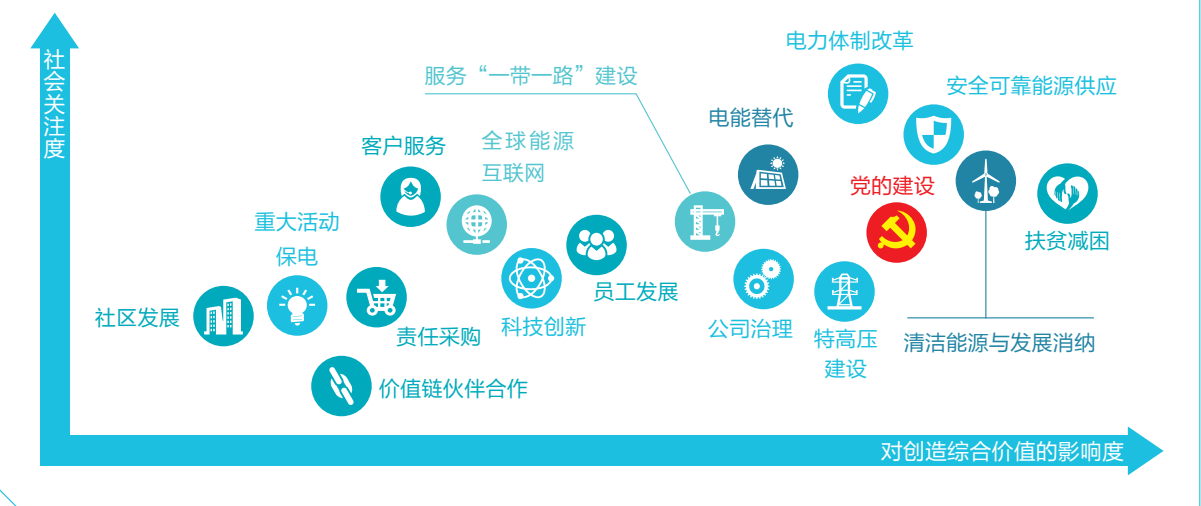 社会关注度
电力体制改革
服务“一带一路”建设
安全可靠能源供应
电能替代
客户服务
全球能源
互联网
党的建设
重大活动
保电
扶贫减困
员工发展
社区发展
科技创新
公司治理
责任采购
特高压
建设
清洁能源与发展消纳
价值链伙伴合作
对创造综合价值的影响度